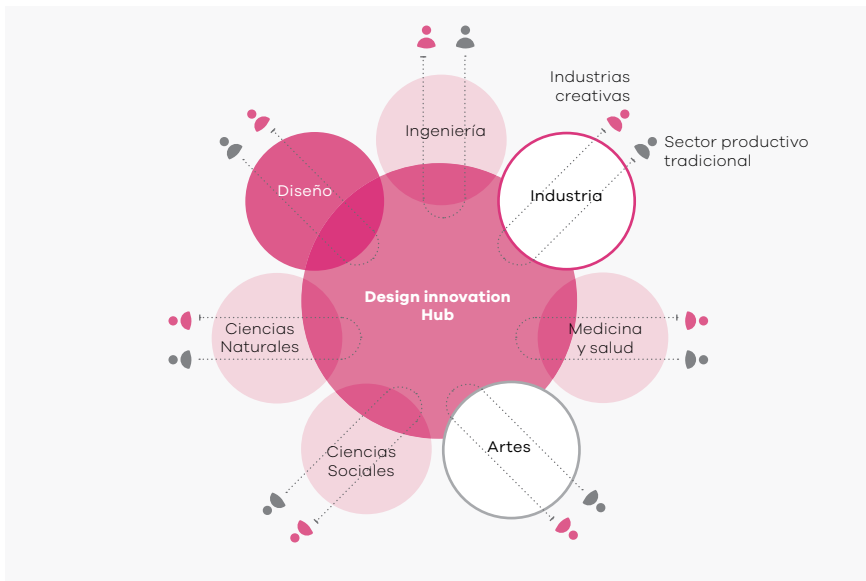 Industrias
creativas
Ingeniería
Sector productivo
tradicional
Diseño
Industria
Design innovation
Hub
Ciencias
Naturales
Medicina
y salud
Ciencias
Sociales
Artes